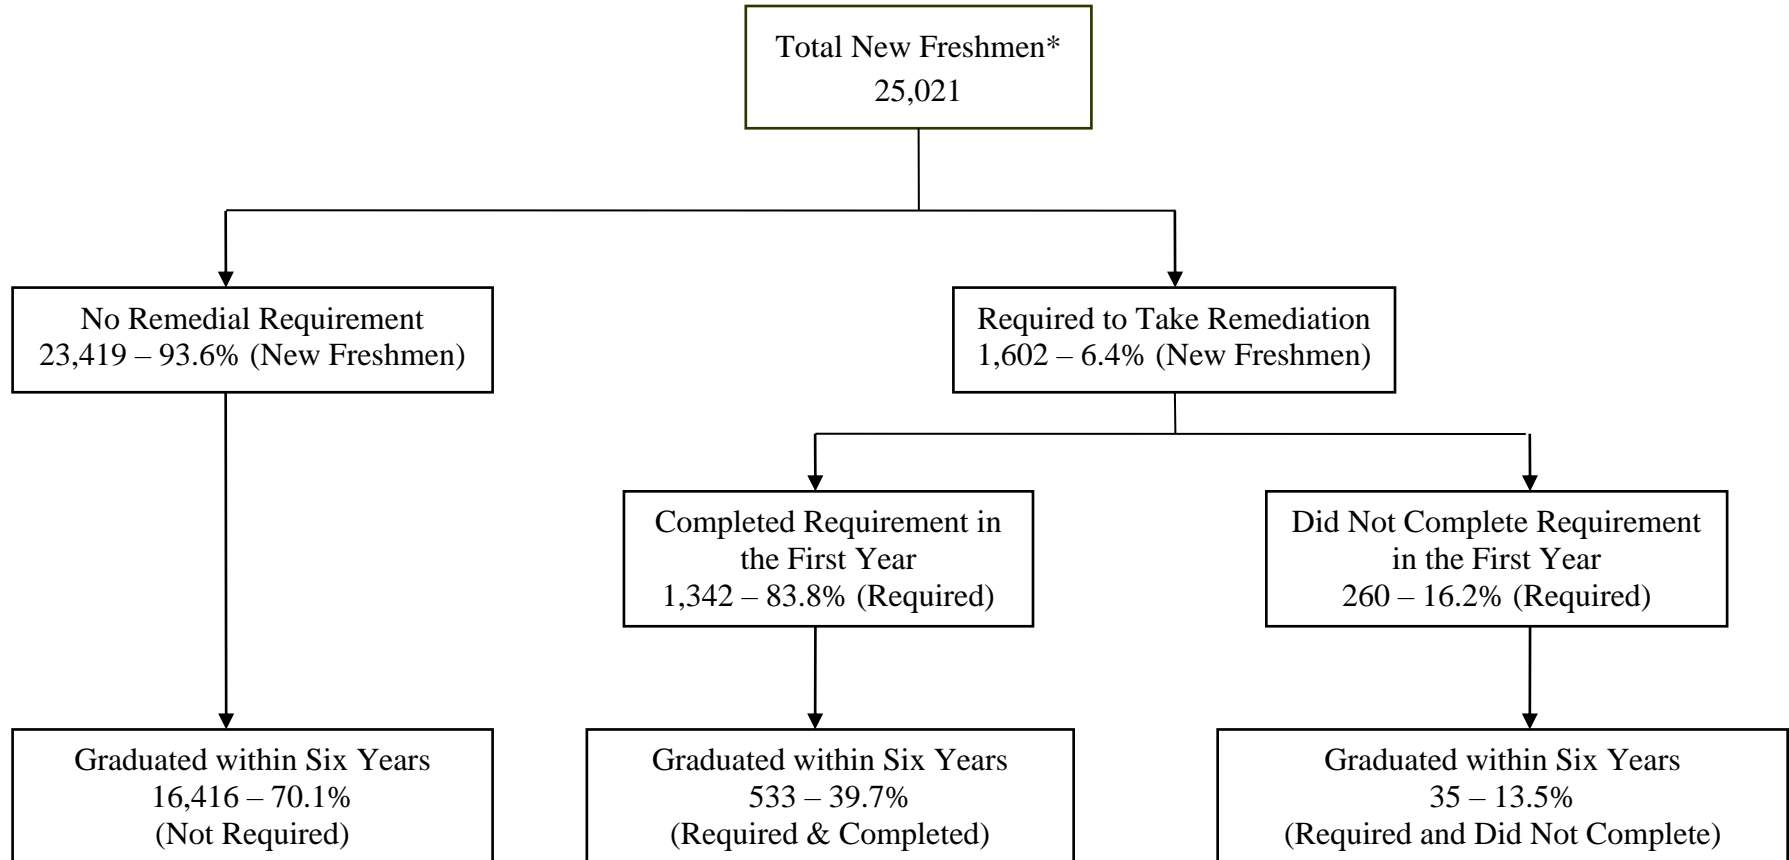 Total New Freshmen*
25,021
No Remedial Requirement
23,419 – 93.6% (New Freshmen)
Required to Take Remediation
1,602 – 6.4% (New Freshmen)
Completed Requirement in
the First Year
1,342 – 83.8% (Required)
Did Not Complete Requirement
in the First Year
260 – 16.2% (Required)
Graduated within Six Years
16,416 – 70.1%
(Not Required)
Graduated within Six Years
533 – 39.7%
(Required & Completed)
Graduated within Six Years
35 – 13.5%
(Required and Did Not Complete)